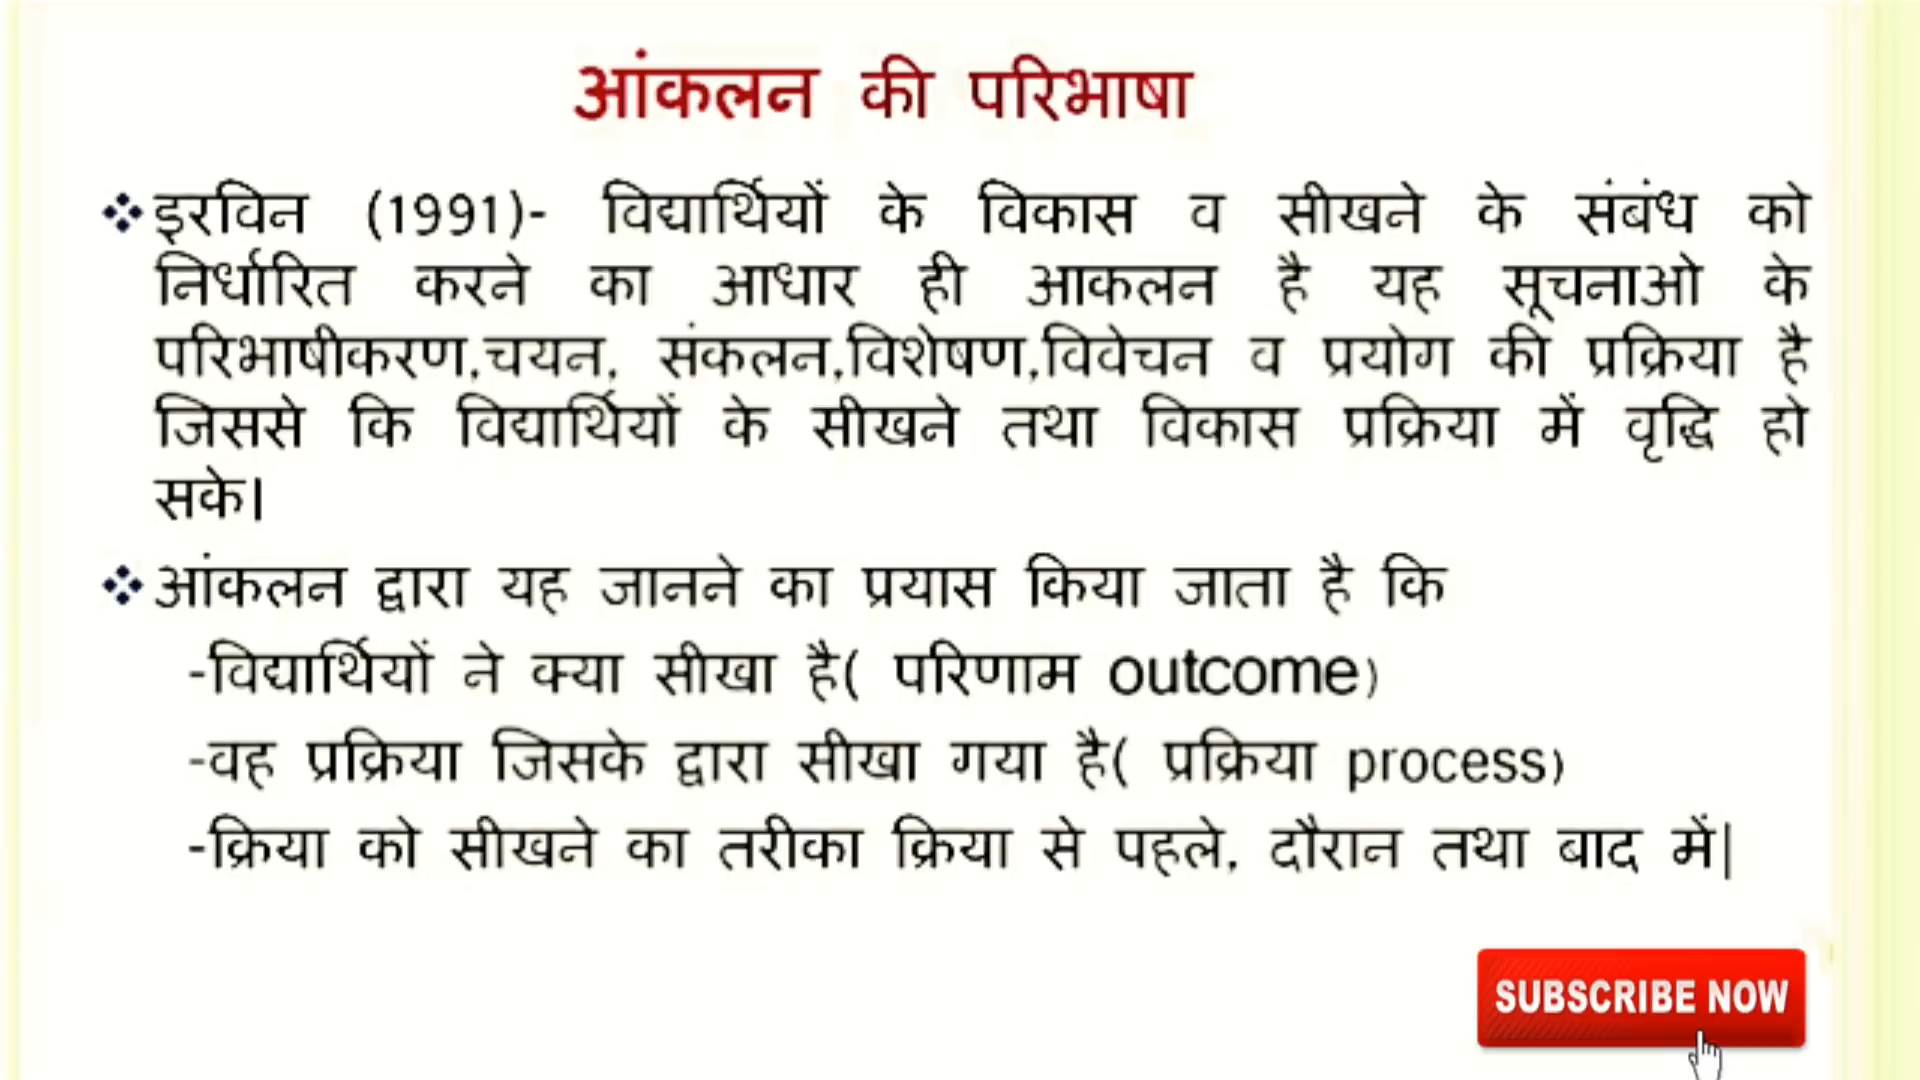 आंकलन की परिभाषा
❖इरविन (1991)- विद्यार्थियों के विकास व सीखने के संबंध को
निर्धारित करने का आधार ही आकलन है यह सूचनाओ के
परिभाषीकरण,चयन, संकलन,विशेषण,विवेचन व प्रयोग की प्रक्रिया है
जिससे कि विद्यार्थियों के सीखने तथा विकास प्रक्रिया में वृद्धि हो
सके।
❖आंकलन द्वारा यह जानने का प्रयास किया जाता है कि
-विद्यार्थियों ने क्या सीखा है( परिणाम outcome)
-वह प्रक्रिया जिसके द्वारा सीखा गया है( प्रक्रिया process)
-क्रिया को सीखने का तरीका क्रिया से पहले, दौरान तथा बाद में|
SUBSCRIBE NOW